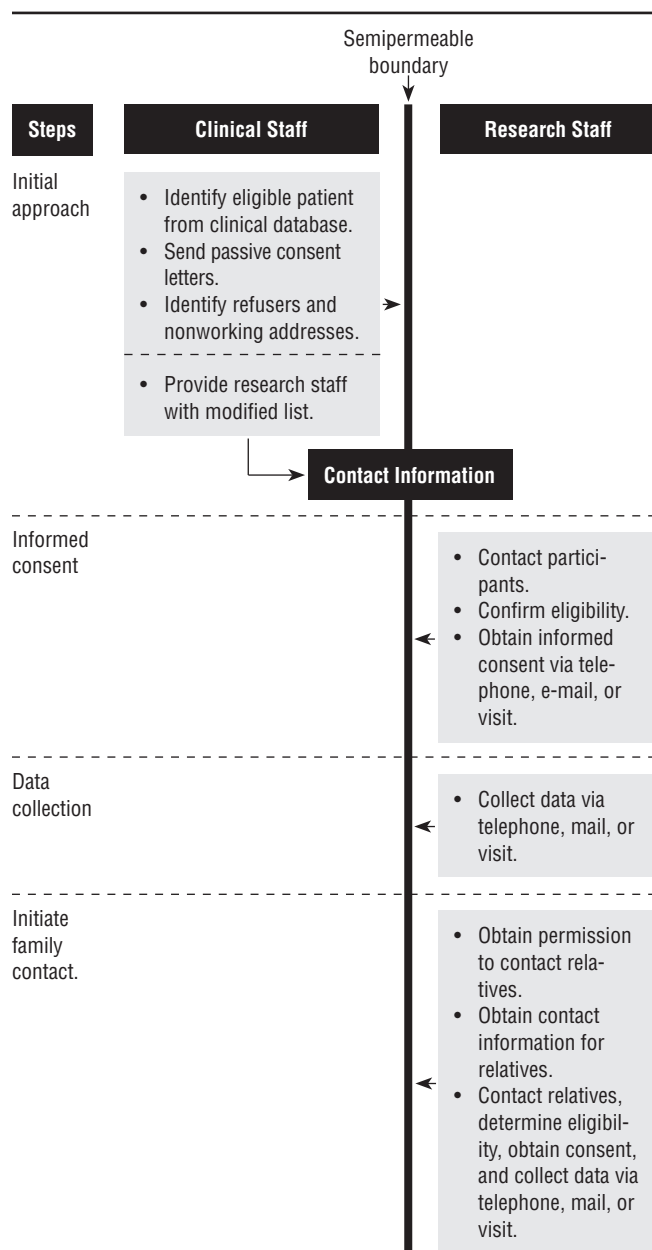 Semipermeable
boundary
Steps
Clinical Staff
Research Staff
Initial
approach
• Identify eligible patient
from clinical database.
• Send passive consent
letters.
• Identify refusers and
nonworking addresses.
• Provide research staff
with modified list.
Contact Information
Informed
consent
• Contact partici-
pants.
• Confirm eligibility.
• Obtain informed
consent via tele-
phone, e-mail, or
visit.
Data
collection
• Collect data via
telephone, mail, or
visit.
Initiate
family
contact.
• Obtain permission
to contact rela-
tives.
• Obtain contact
information for
relatives.
• Contact relatives,
determine eligibil-
ity, obtain consent,
and collect data via
telephone, mail, or
visit.